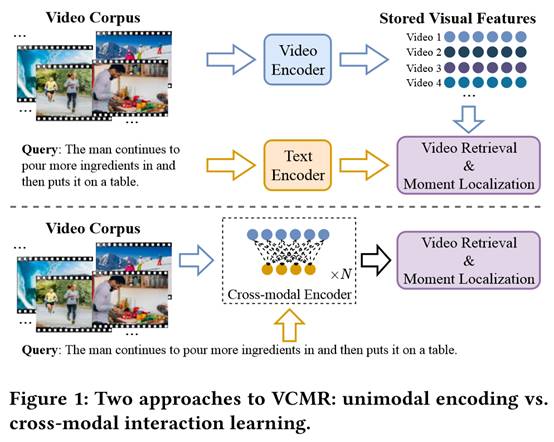 Video Corpus
Video
Encoder
Stored Visual Features
Video 1
Video 2
Video 3
Video 4
...
...
...
Query: The man continues to
pour more ingredients in and
then puts it on a table.
Text
Encoder
Video Retrieval
&
Moment Localization
Video Corpus
...
...
×N
Cross-modal Encoder
Video Retrieval
&
Moment Localization
Query: The man continues to pour more ingredients in and then puts it on a table.
Figure 1: Two approaches to VCMR: unimodal encoding vs.
cross-modal interaction learning.